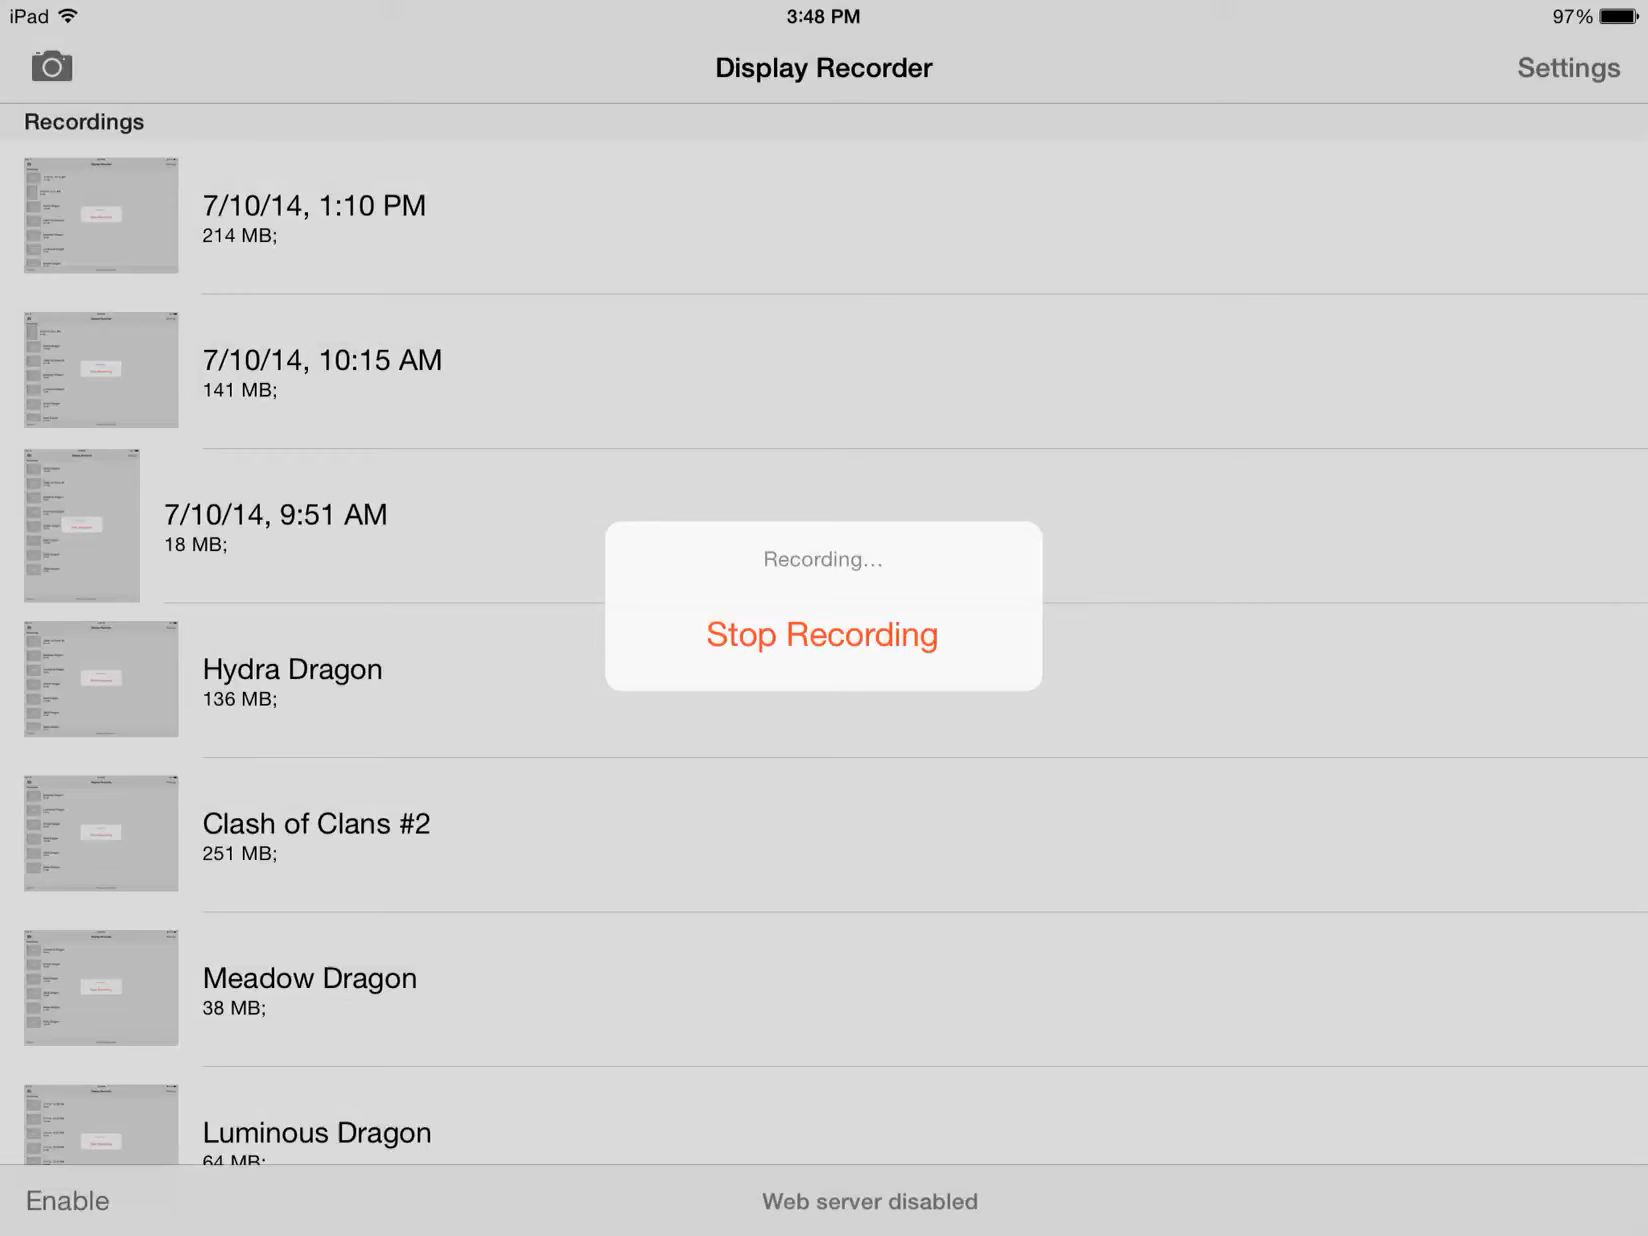 iPad 3:48 PM 97%
Display Recorder Settings
Recordings
7/10/14, 1:10 PM
214 MB;
7/10/14, 10:15 AM
141 MB;
7/10/14, 9:51 AM
18 MB;
Recording...
Stop Recording
Hydra Dragon
136 MB;
Clash of Clans #2
251 MB;
Meadow Dragon
38 MB;
Luminous Dragon
64 MB;
Enable Web server disabled